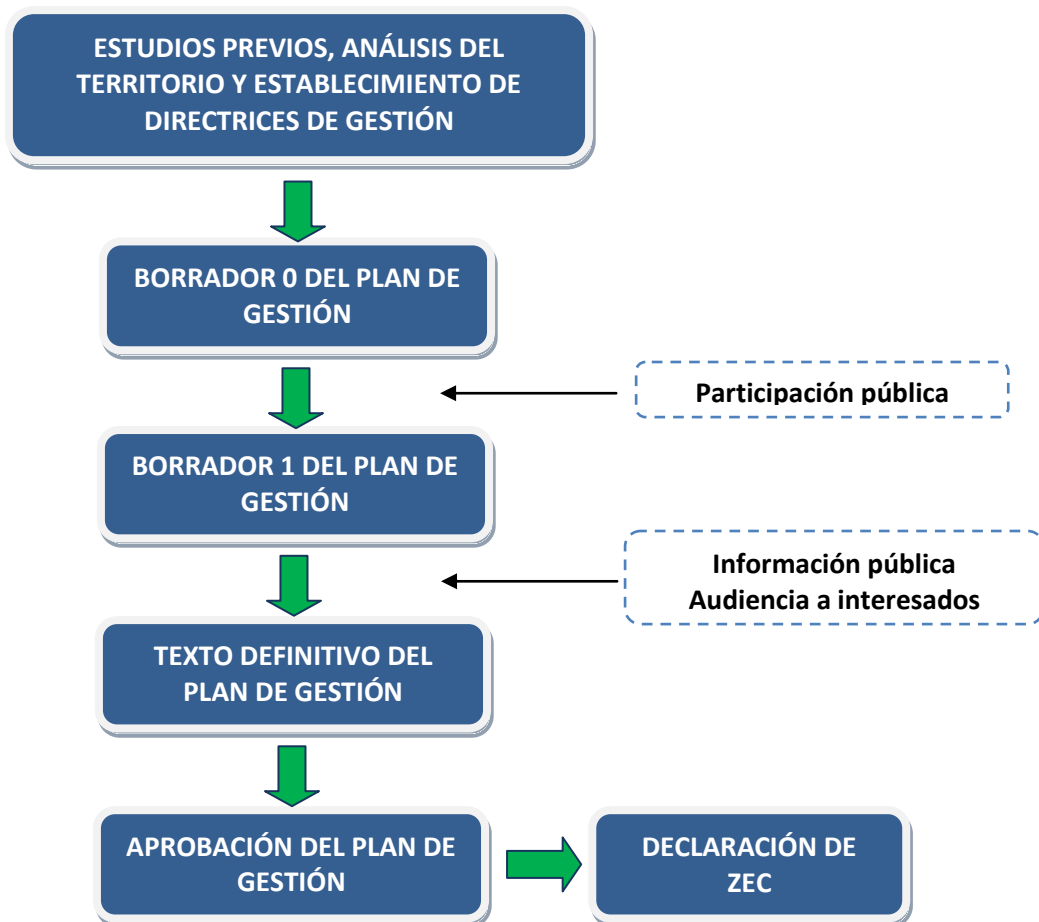 ESTUDIOS PREVIOS, ANÁLISIS DEL
TERRITORIO Y ESTABLECIMIENTO DE
DIRECTRICES DE GESTIÓN
BORRADOR 0 DEL PLAN DE
GESTIÓN
Participación pública
BORRADOR 1 DEL PLAN DE
GESTIÓN
Información pública
Audiencia a interesados
TEXTO DEFINITIVO DEL
PLAN DE GESTIÓN
APROBACIÓN DEL PLAN DE
GESTIÓN
DECLARACIÓN DE
ZEC